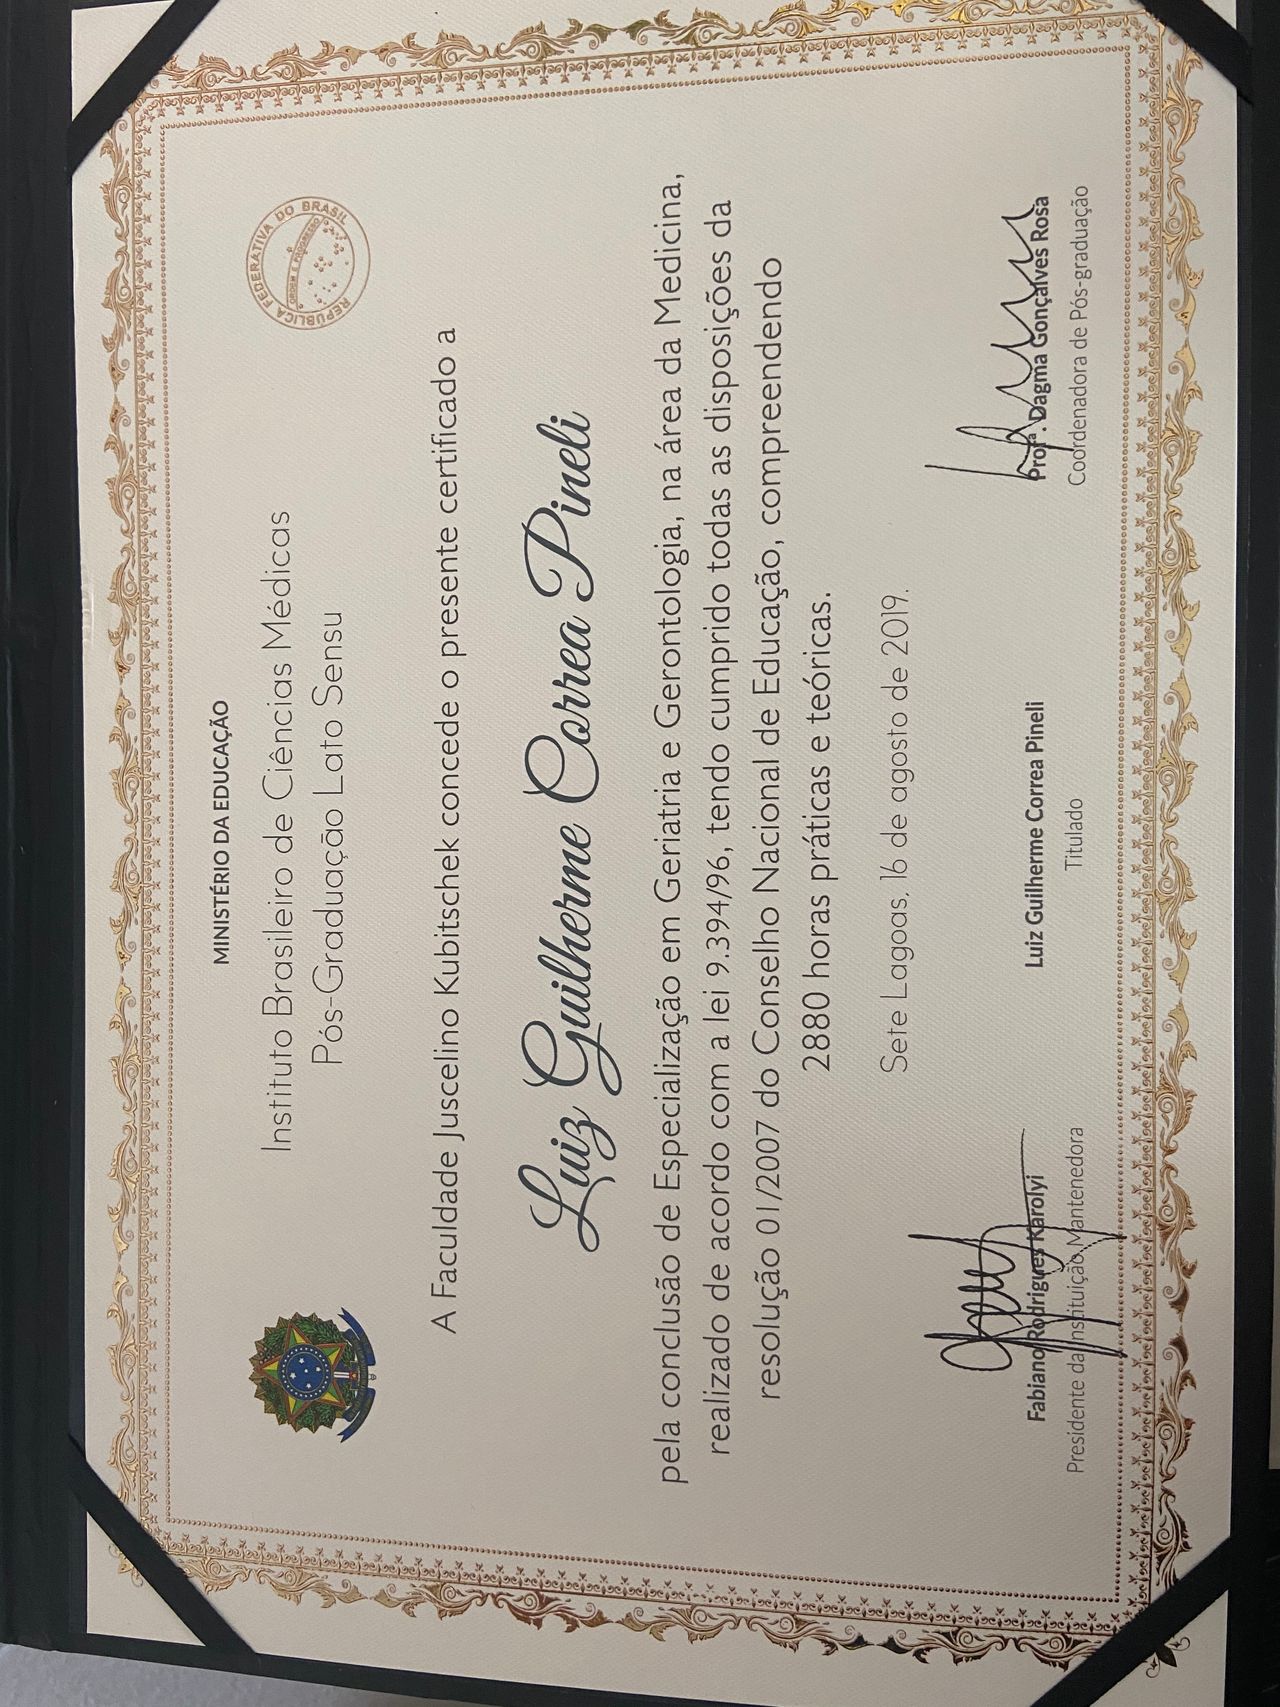 MINISTÉRIO DA EDUCAÇÃO
Instituto Brasileiro de Ciências Médicas
Pós-Graduação Lato Sensu
REPÚBLICA FEDERATIVA DO BRASIL
ORDEM E PROGRESSO
A Faculdade Juscelino Kubitschek concede o presente certificado a
Luiz Guilherme Correa Pineli
pela conclusão de Especialização em Geriatria e Gerontologia, na área da Medicina,
realizado de acordo com a lei 9.394/96, tendo cumprido todas as disposições da
resolução 01/2007 do Conselho Nacional de Educação, compreendendo
2880 horas práticas e teóricas.
Sete Lagoas, 16 de agosto de 2019.
Fabiano Rodrigues Karolyi
Presidente da Instituição Mantenedora
Luiz Guilherme Correa Pineli
Titulado
Profª. Dagma Gonçalves Rosa
Coordenadora de Pós-graduação